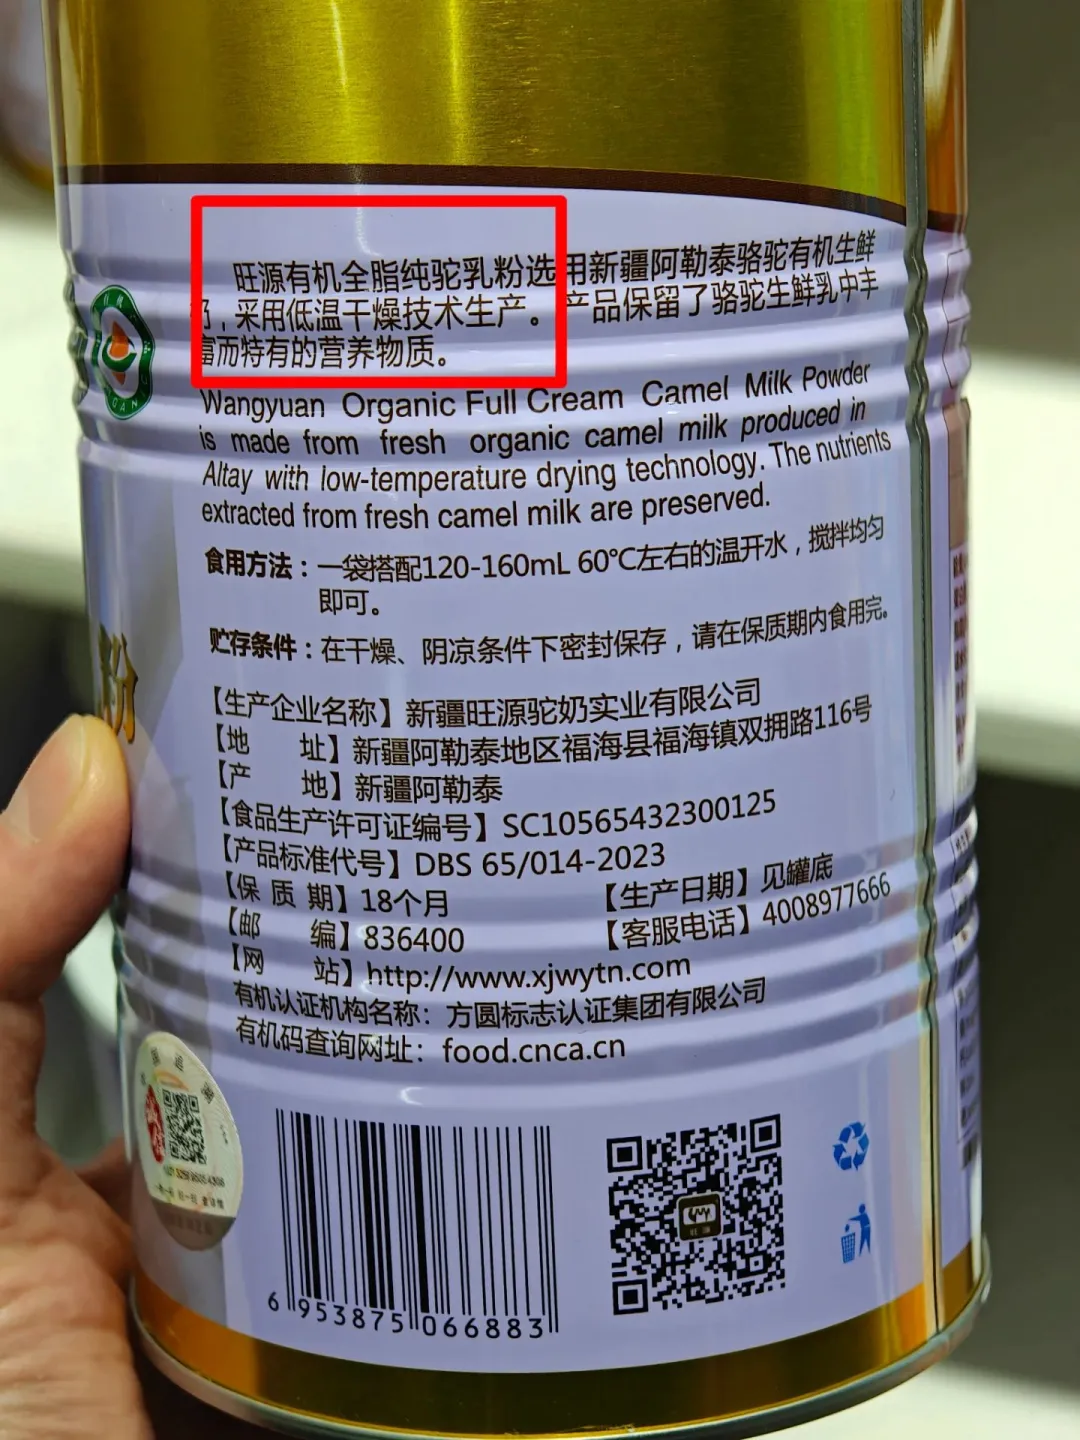 旺源有机全脂纯驼乳粉选用新疆阿勒泰骆驼有机生鲜
奶，采用低温干燥技术生产。产品保留了骆驼生鲜乳中丰
富而特有的营养物质。
Wangyuan Organic Full Cream Camel Milk Powder
is made from fresh organic camel milk produced in
Altay with low-temperature drying technology. The nutrients
extracted from fresh camel milk are preserved.
食用方法：一袋搭配120-160mL 60℃左右的温开水，搅拌均匀
即可。
贮存条件：在干燥、阴凉条件下密封保存，请在保质期内食用完。
【生产企业名称】新疆旺源驼奶实业有限公司
【地 址】新疆阿勒泰地区福海县福海镇双拥路116号
【产 地】新疆阿勒泰
【食品生产许可证编号】SC10565432300125
【产品标准代号】DBS 65/014-2023
【保 质 期】18个月 【生产日期】见罐底
【邮 编】836400 【客服电话】4008977666
【网 站】http://www.xjwytn.com
有机认证机构名称：方圆标志认证集团有限公司
有机码查询网址：food.cnca.cn
6 953875 066883